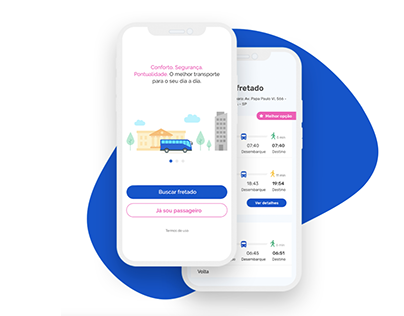 Conforto. Segurança.
Pontualidade. O melhor transporte
para o seu dia a dia.
Buscar fretado
Já sou passageiro
Termos de uso
fretado
Av. Papa Paulo VI, 500 -
- SP
Melhor opção
07:40
07:40
Desembarque
Destino
18:43
19:54
Desembarque
Destino
Ver detalhes
06:43
06:51
Desembarque
Destino
Volta